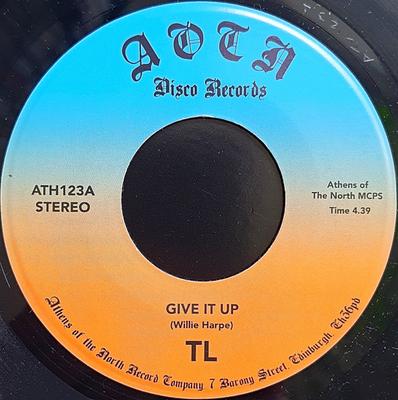 AOTN
Disco Records
ATH123A
STEREO
Athens of
The North MCPS
Time 4.39
GIVE IT UP
(Willie Harpe)
TL
Athens of the North Record Company 7 Barony Street, Edinburgh, Eh36pd